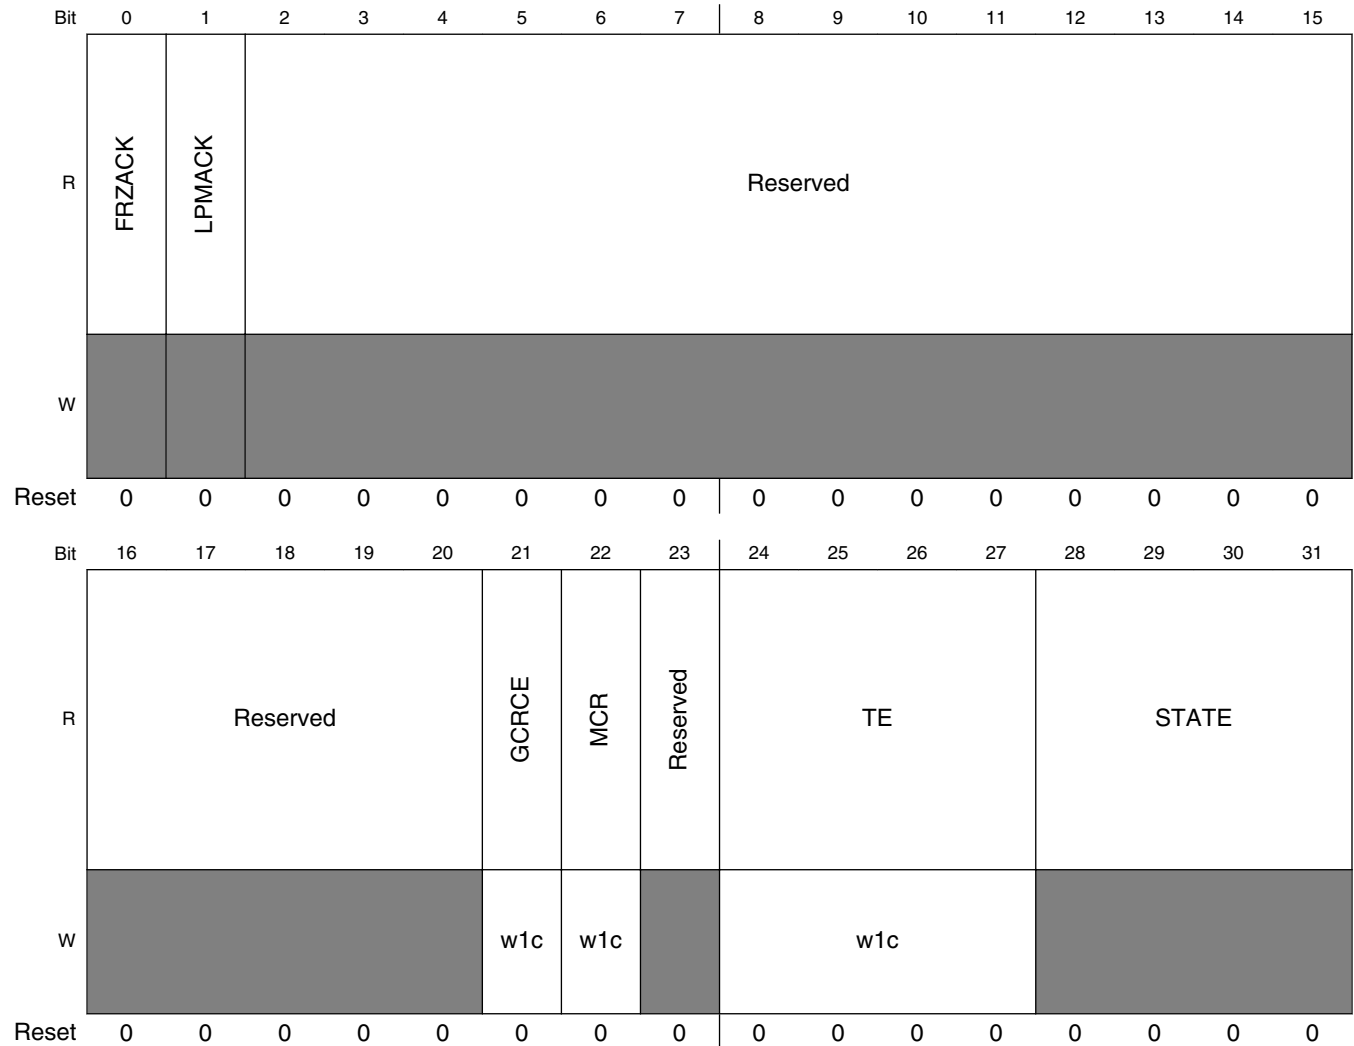 Bit 0 1 2 3 4 5 6 7 8 9 10 11 12 13 14 15
R FRZACK LPMACK Reserved
W
Reset 0 0 0 0 0 0 0 0 0 0 0 0 0 0 0 0
Bit 16 17 18 19 20 21 22 23 24 25 26 27 28 29 30 31
R Reserved GCRCE MCR Reserved TE STATE
W w1c w1c w1c
Reset 0 0 0 0 0 0 0 0 0 0 0 0 0 0 0 0